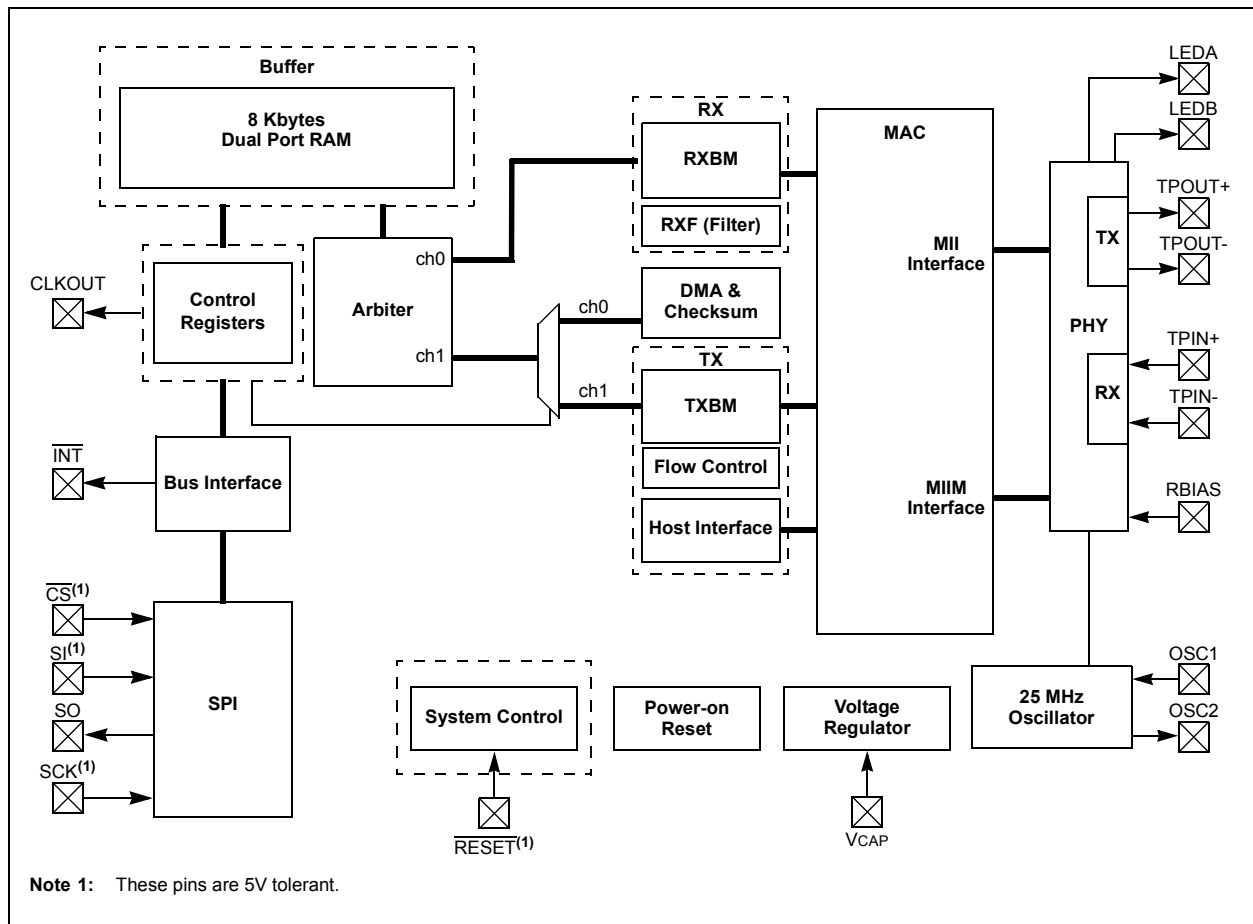 Buffer
8 Kbytes
Dual Port RAM
CLKOUT
Control
Registers
Arbiter
ch0
ch1
ch0
ch1
RX
RXBM
RXF (Filter)
DMA &
Checksum
TX
TXBM
Flow Control
Host Interface
MAC
MII
Interface
MIIM
Interface
PHY
TX
RX
LEDA
LEDB
TPOUT+
TPOUT-
TPIN+
TPIN-
RBIAS
INT
Bus Interface
CS(1)
SI(1)
SO
SCK(1)
SPI
System Control
RESET(1)
Power-on
Reset
Voltage
Regulator
VCAP
25 MHz
Oscillator
OSC1
OSC2
Note 1: These pins are 5V tolerant.